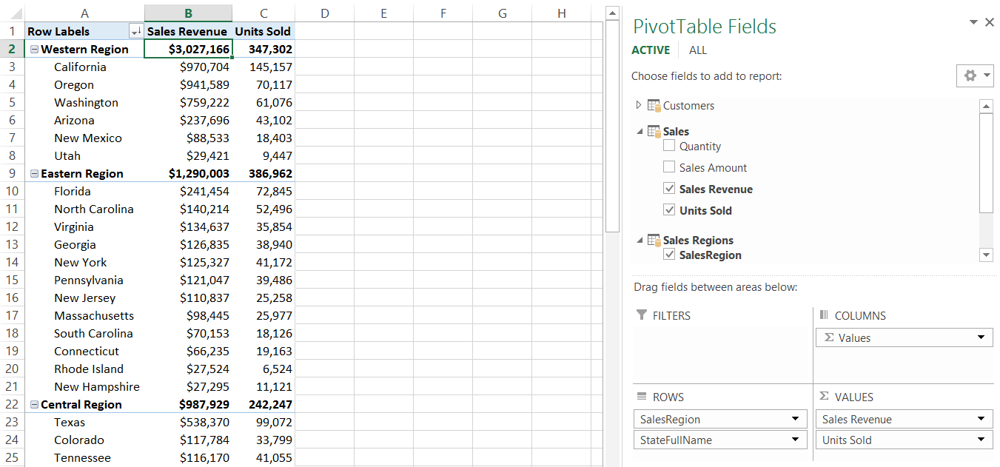 A B C D E F G H
1 Row Labels Sales Revenue Units Sold
2 Western Region $3,027,166 347,302
3 California $970,704 145,157
4 Oregon $941,589 70,117
5 Washington $759,222 61,076
6 Arizona $237,696 43,102
7 New Mexico $88,533 18,403
8 Utah $29,421 9,447
9 Eastern Region $1,290,003 386,962
10 Florida $241,454 72,845
11 North Carolina $140,214 52,496
12 Virginia $134,637 35,854
13 Georgia $126,835 38,940
14 New York $125,327 41,172
15 Pennsylvania $121,047 39,486
16 New Jersey $110,837 25,258
17 Massachusetts $98,445 25,977
18 South Carolina $70,153 18,126
19 Connecticut $66,235 19,163
20 Rhode Island $27,524 6,524
21 New Hampshire $27,295 11,121
22 Central Region $987,929 242,247
23 Texas $538,370 99,072
24 Colorado $117,784 33,799
25 Tennessee $116,170 41,055
PivotTable Fields
ACTIVE ALL
Choose fields to add to report:
Customers
Sales
Quantity
Sales Amount
Sales Revenue
Units Sold
Sales Regions
SalesRegion
Drag fields between areas below:
FILTERS
COLUMNS
Σ Values
ROWS
SalesRegion
StateFullName
Σ VALUES
Sales Revenue
Units Sold